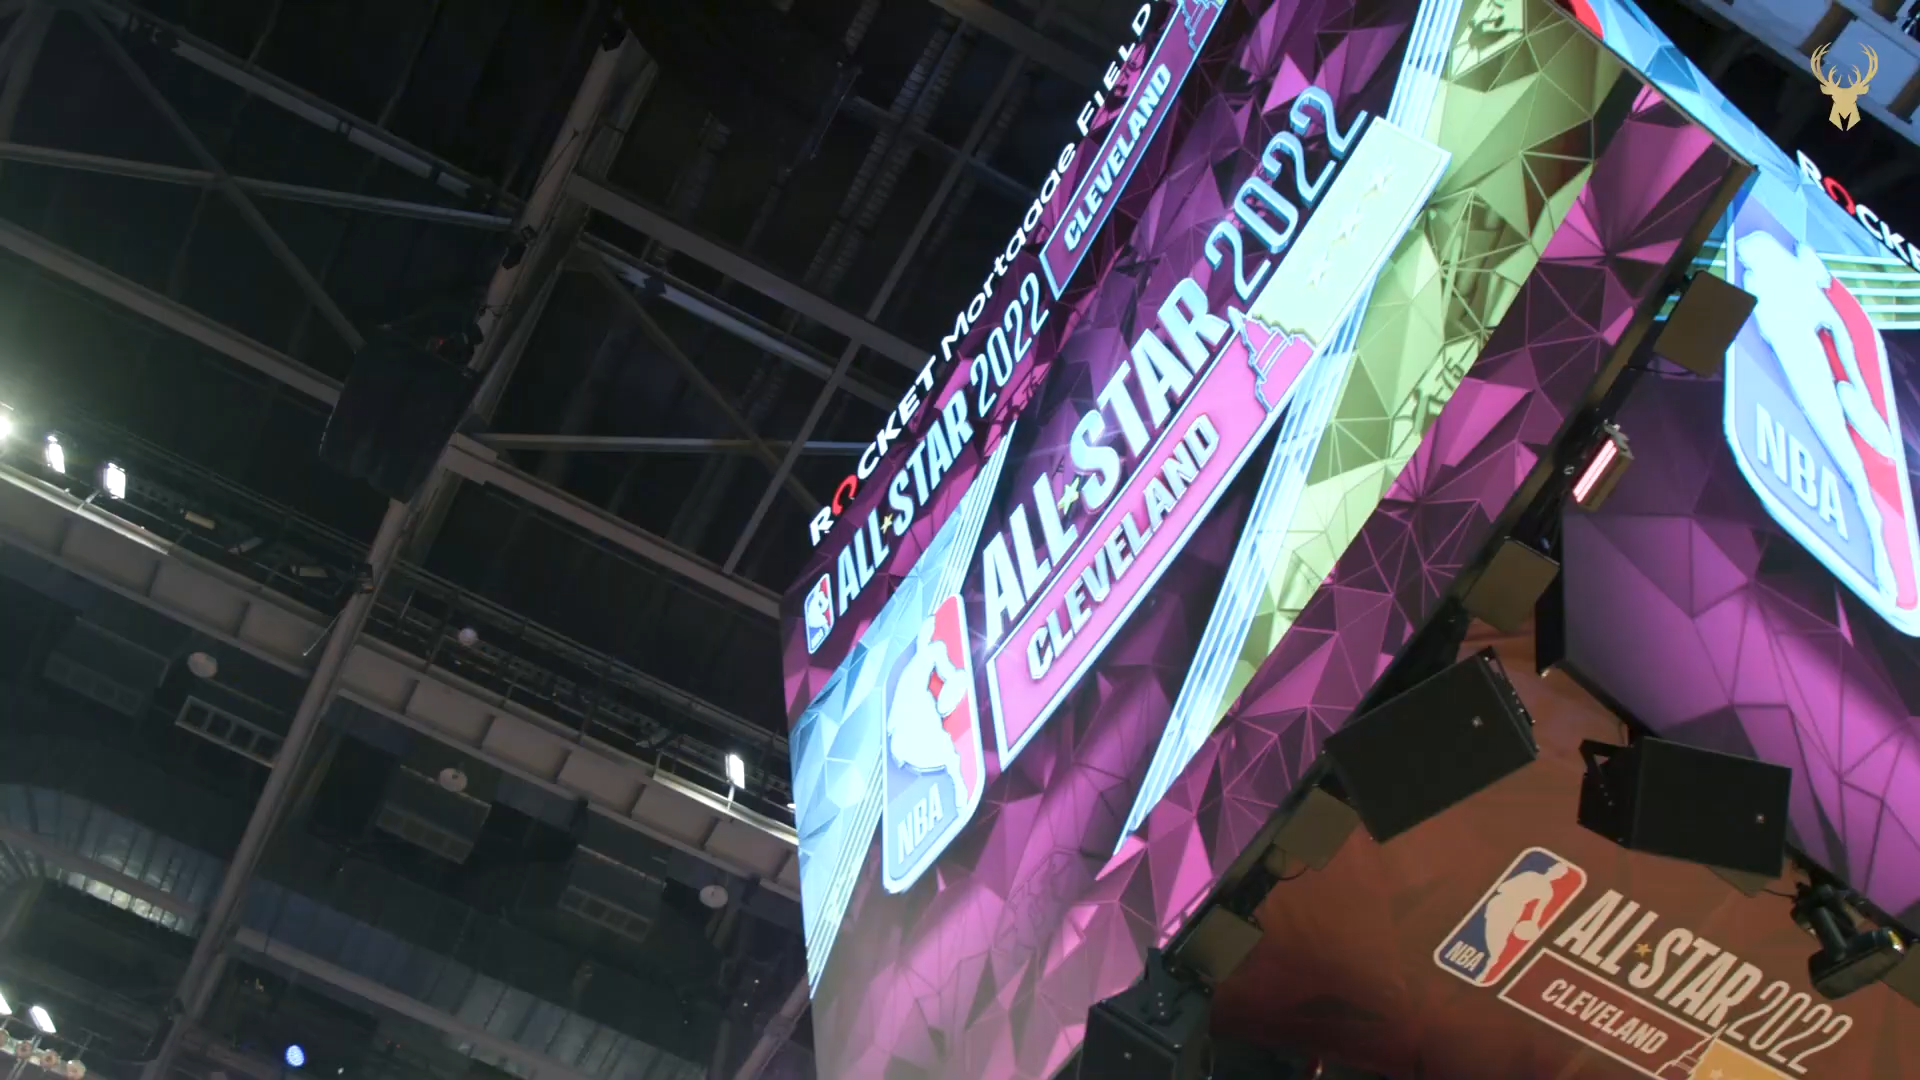 ROCKET Mortgage FIELD
ALL★STAR 2022
CLEVELAND
NBA
ALL★STAR 2022
CLEVELAND
NBA
ROCKE
NBA
NBA
ALL★STAR 2022
CLEVELAND